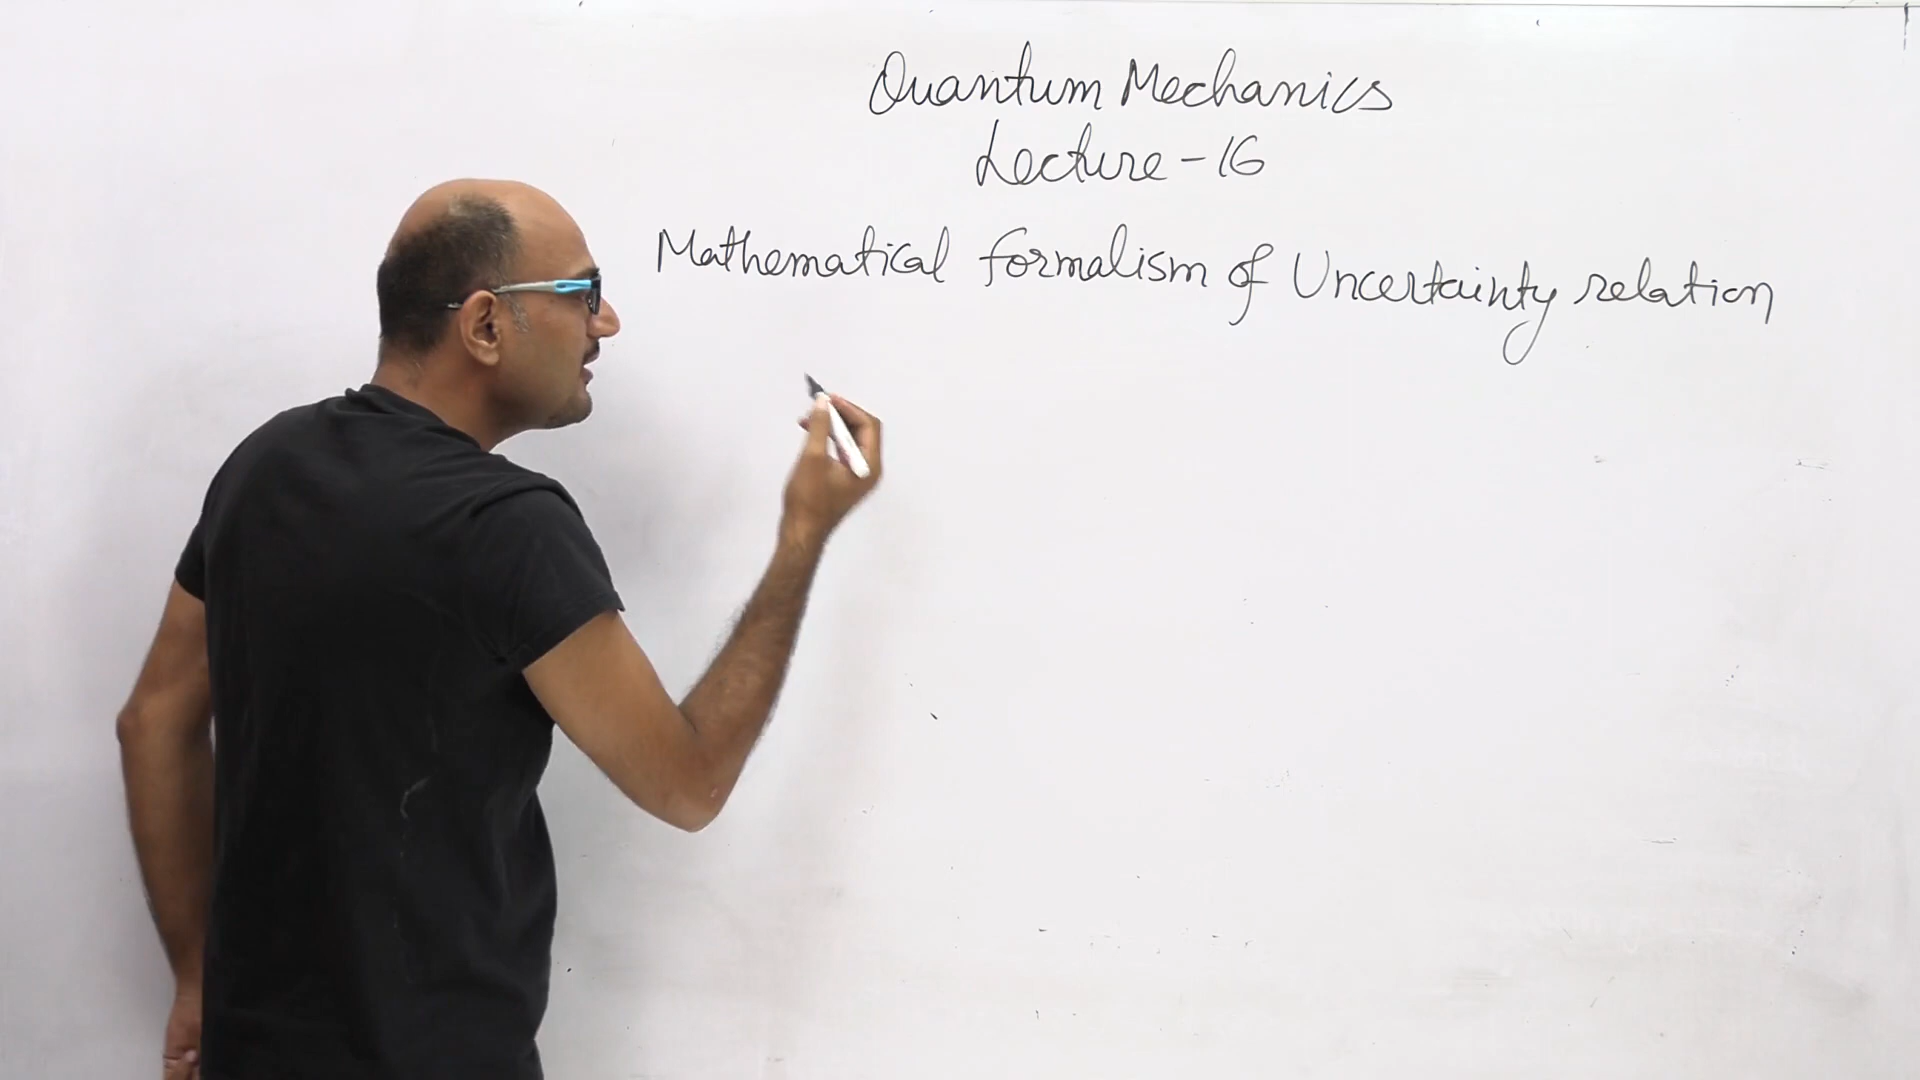 Quantum Mechanics
Lecture - 16
Mathematical formalism of Uncertainty relation